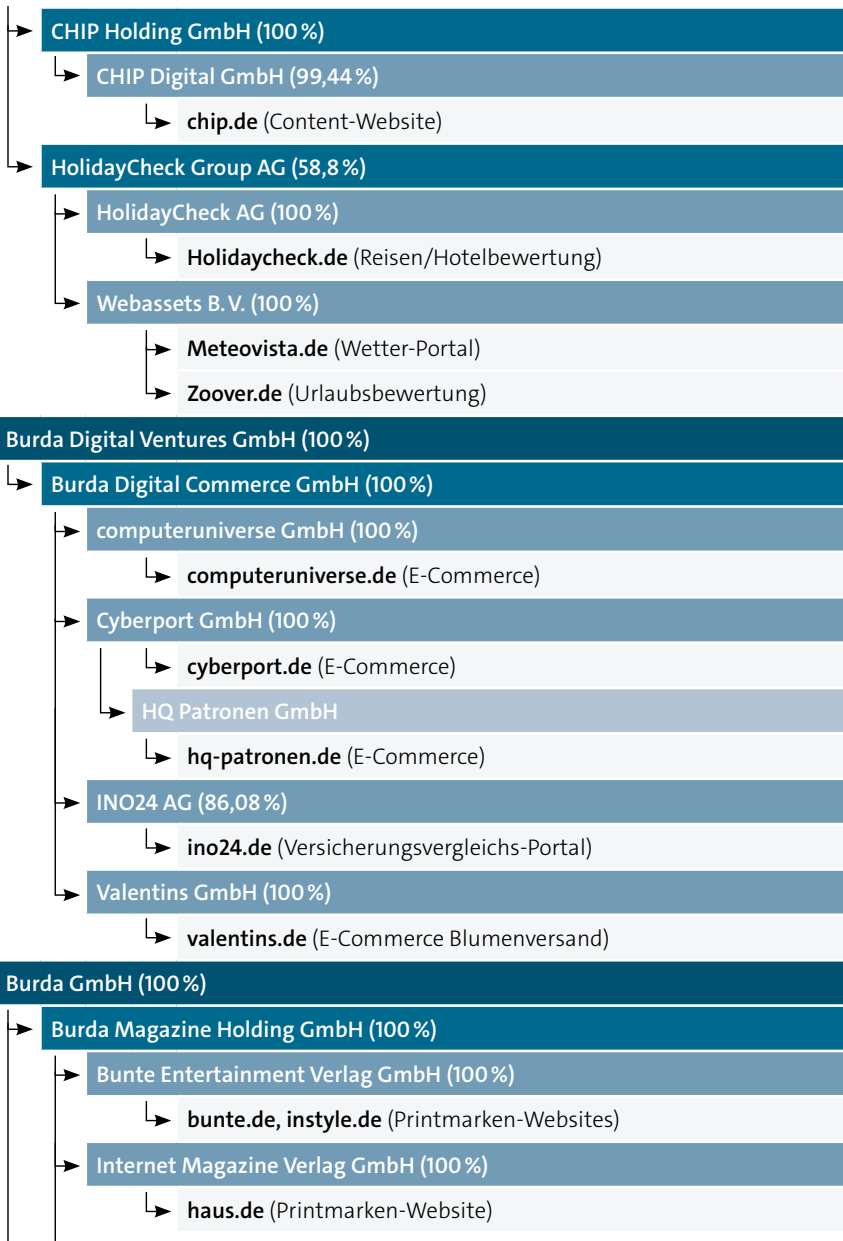 CHIP Holding GmbH (100 %)
CHIP Digital GmbH (99,44 %)
chip.de (Content-Website)
HolidayCheck Group AG (58,8 %)
HolidayCheck AG (100 %)
Holidaycheck.de (Reisen/Hotelbewertung)
Webassets B. V. (100 %)
Meteovista.de (Wetter-Portal)
Zoover.de (Urlaubsbewertung)
Burda Digital Ventures GmbH (100 %)
Burda Digital Commerce GmbH (100 %)
computeruniverse GmbH (100 %)
computeruniverse.de (E-Commerce)
Cyberport GmbH (100 %)
cyberport.de (E-Commerce)
HQ Patronen GmbH
hq-patronen.de (E-Commerce)
INO24 AG (86,08 %)
ino24.de (Versicherungsvergleichs-Portal)
Valentins GmbH (100 %)
valentins.de (E-Commerce Blumenversand)
Burda GmbH (100 %)
Burda Magazine Holding GmbH (100 %)
Bunte Entertainment Verlag GmbH (100 %)
bunte.de, instyle.de (Printmarken-Websites)
Internet Magazine Verlag GmbH (100 %)
haus.de (Printmarken-Website)